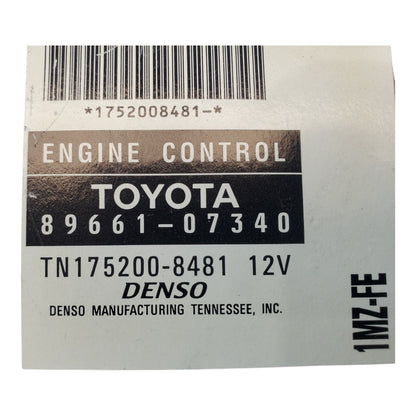 *1752008481-*
ENGINE CONTROL
TOYOTA
89661-07340
TN175200-8481 12V
DENSO
DENSO MANUFACTURING TENNESSEE, INC.
1MZ-FE